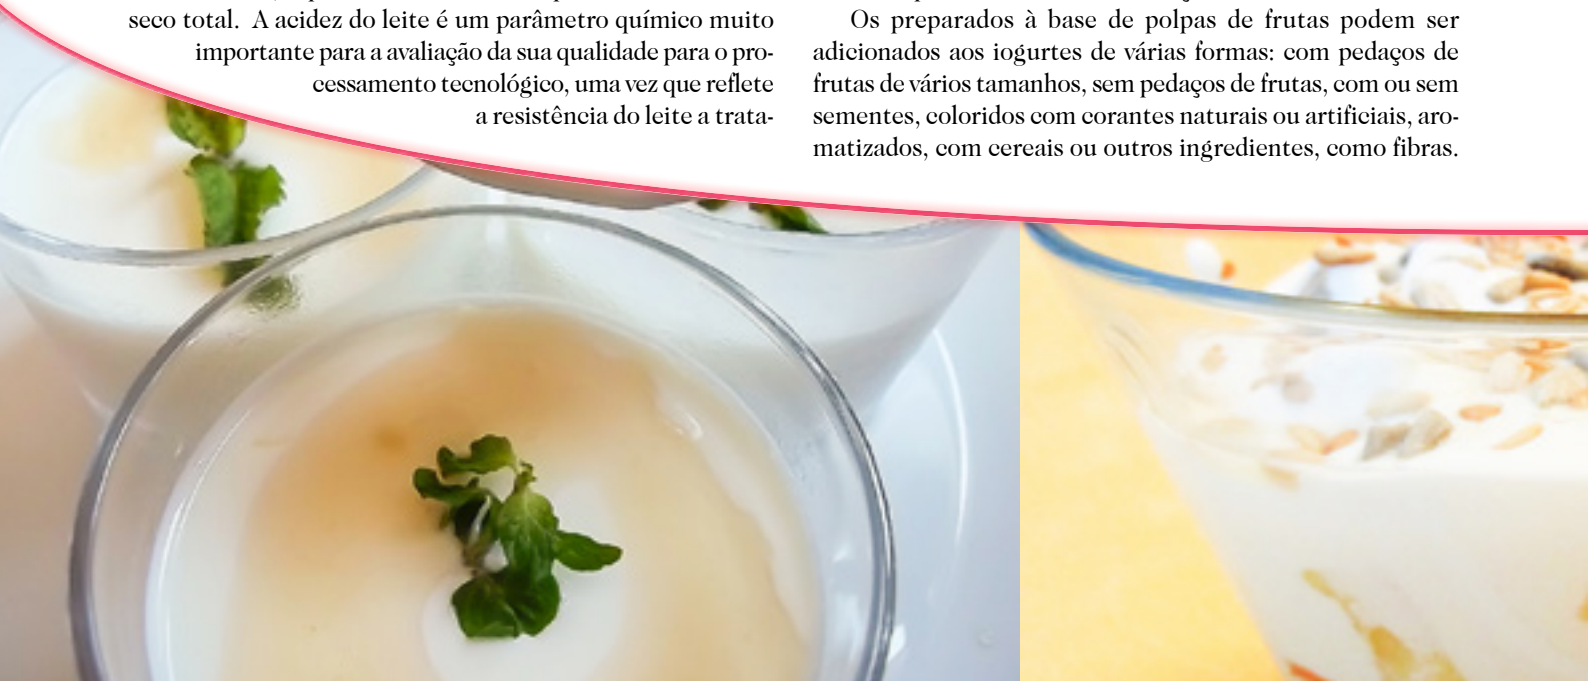 seco total. A acidez do leite é um parâmetro químico muito
importante para a avaliação da sua qualidade para o pro-
cessamento tecnológico, uma vez que reflete
a resistência do leite a trata-
Os preparados à base de polpas de frutas podem ser
adicionados aos iogurtes de várias formas: com pedaços de
frutas de vários tamanhos, sem pedaços de frutas, com ou sem
sementes, coloridos com corantes naturais ou artificiais, aro-
matizados, com cereais ou outros ingredientes, como fibras.